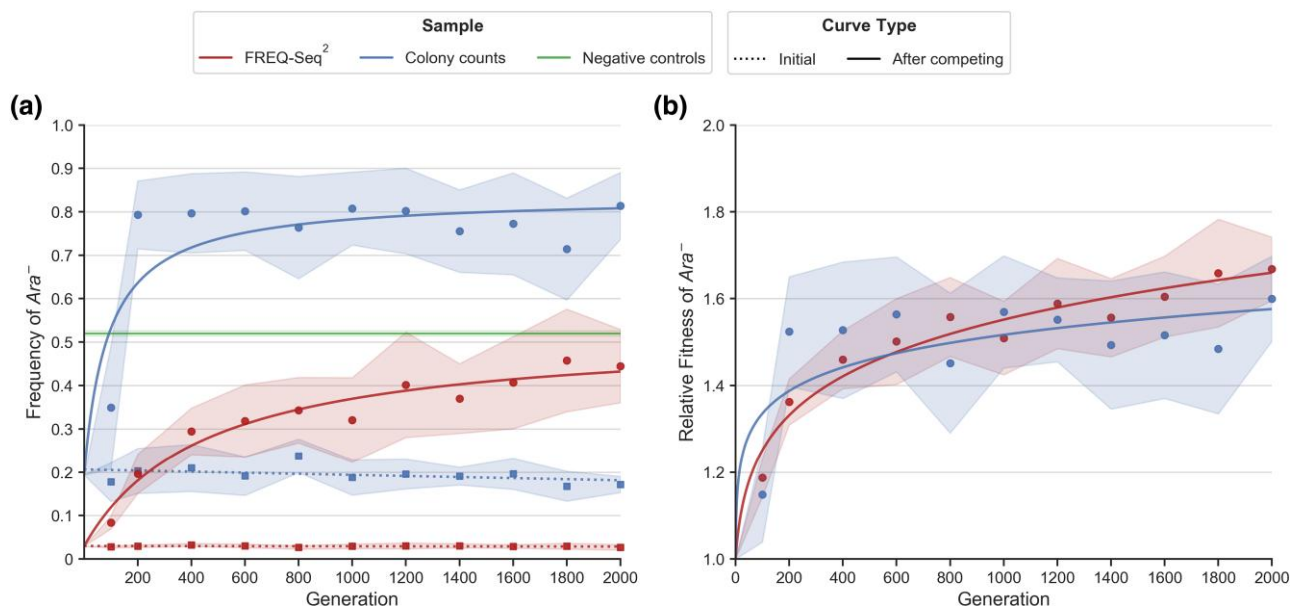 Sample
FREQ-Seq²
Colony counts
Negative controls
Curve Type
Initial
After competing
(a)
Frequency of Ara⁻
1.0
0.9
0.8
0.7
0.6
0.5
0.4
0.3
0.2
0.1
0
200 400 600 800 1000 1200 1400 1600 1800 2000
Generation
(b)
Relative Fitness of Ara⁻
2.0
1.8
1.6
1.4
1.2
1.0
0 200 400 600 800 1000 1200 1400 1600 1800 2000
Generation